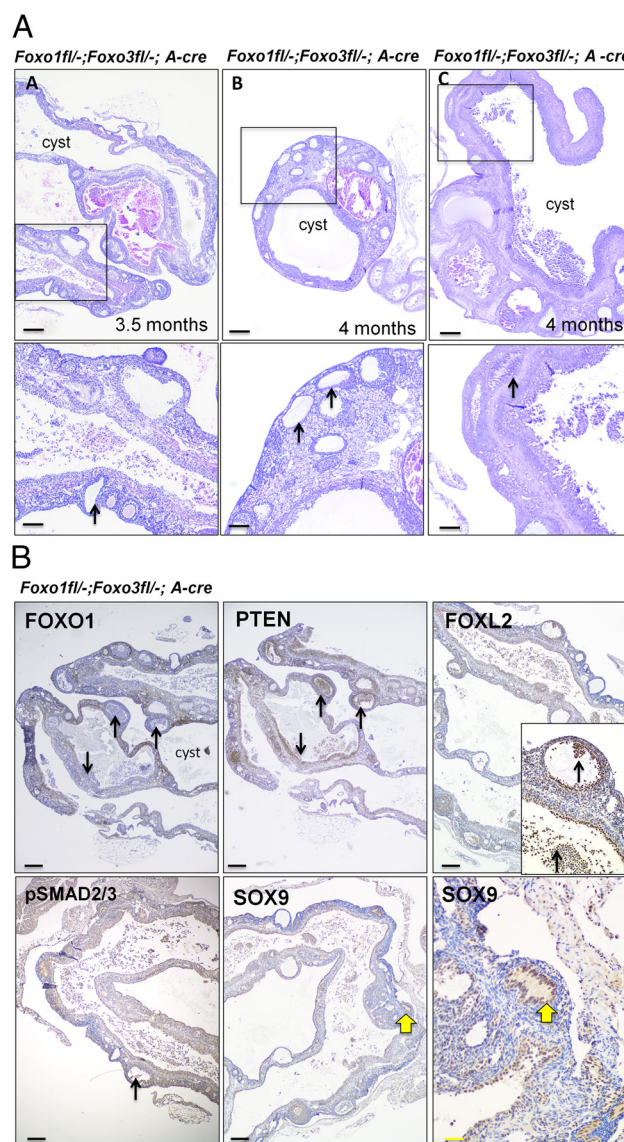 A
Foxo1fl/-;Foxo3fl/-; A-cre
Foxo1fl/-;Foxo3fl/-; A-cre
Foxo1fl/-;Foxo3fl/-; A -cre
A
B
C
cyst
cyst
cyst
3.5 months
4 months
4 months
B
Foxo1fl/-;Foxo3fl/-; A-cre
FOXO1
PTEN
FOXL2
cyst
pSMAD2/3
SOX9
SOX9